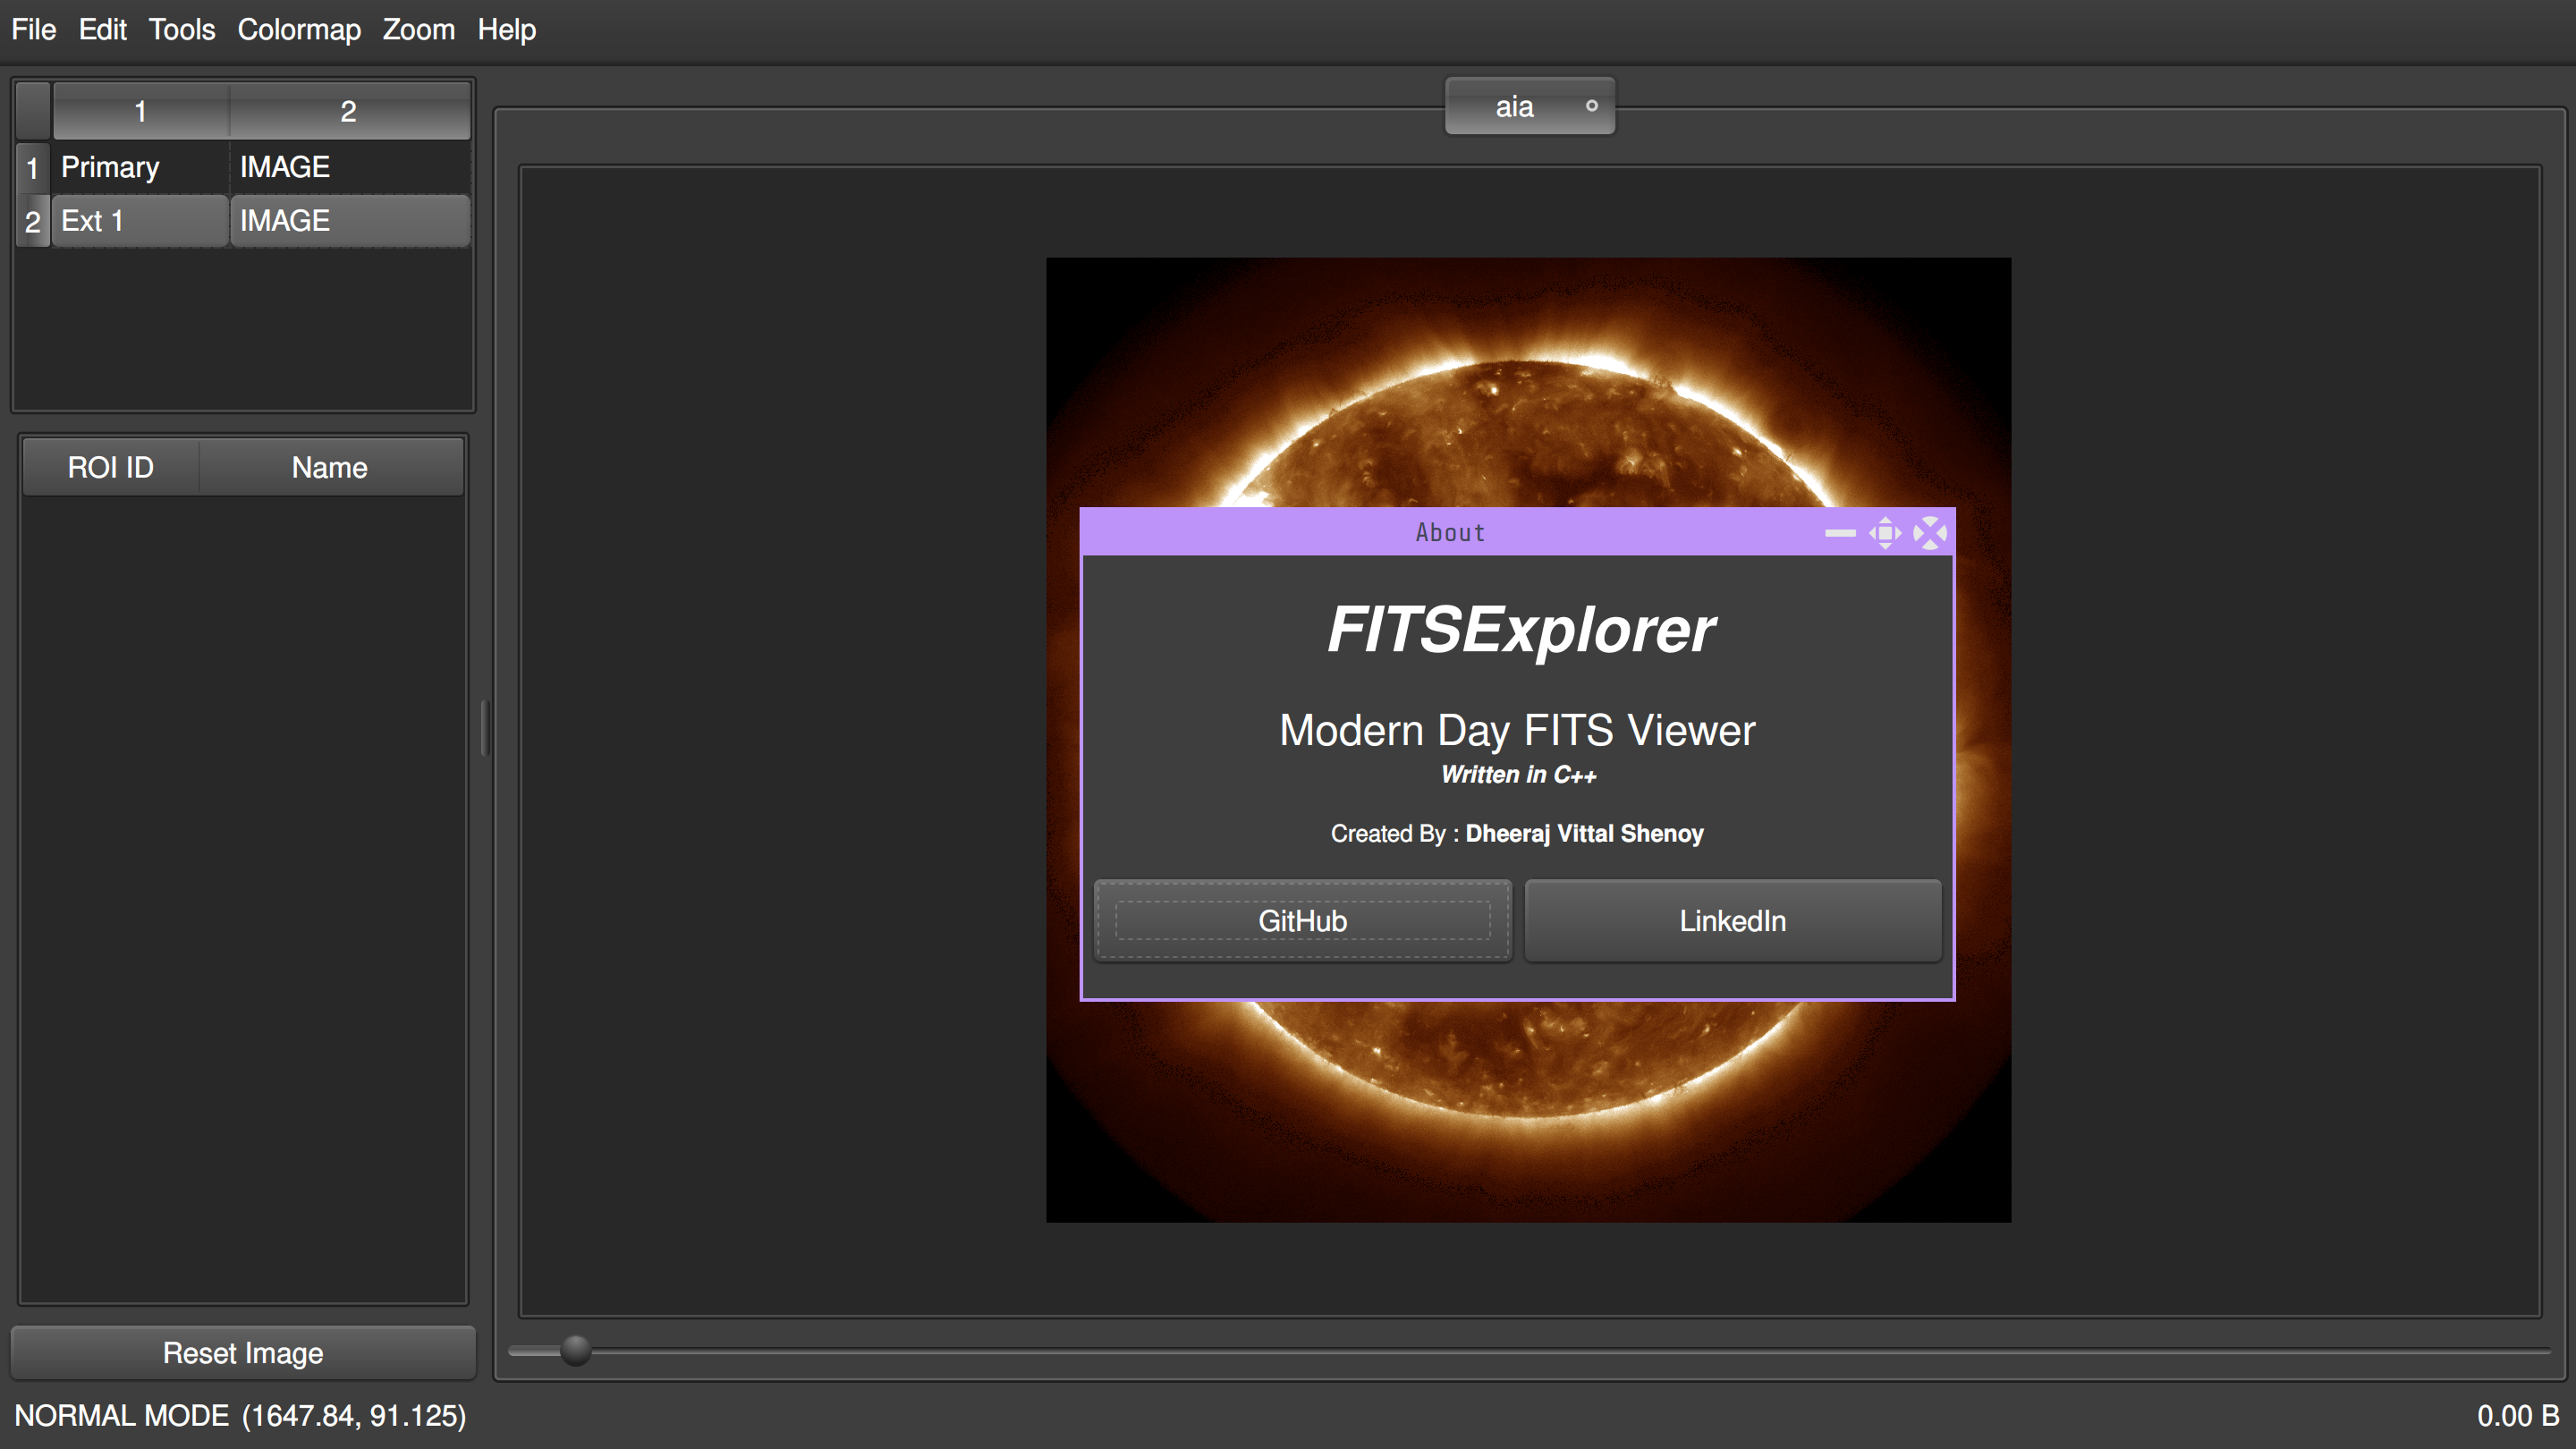 File Edit Tools Colormap Zoom Help
aia
1 2
1 Primary IMAGE
2 Ext 1 IMAGE
ROI ID Name
About
FITSExplorer
Modern Day FITS Viewer
Written in C++
Created By : Dheeraj Vittal Shenoy
GitHub LinkedIn
Reset Image
NORMAL MODE (1647.84, 91.125) 0.00 B